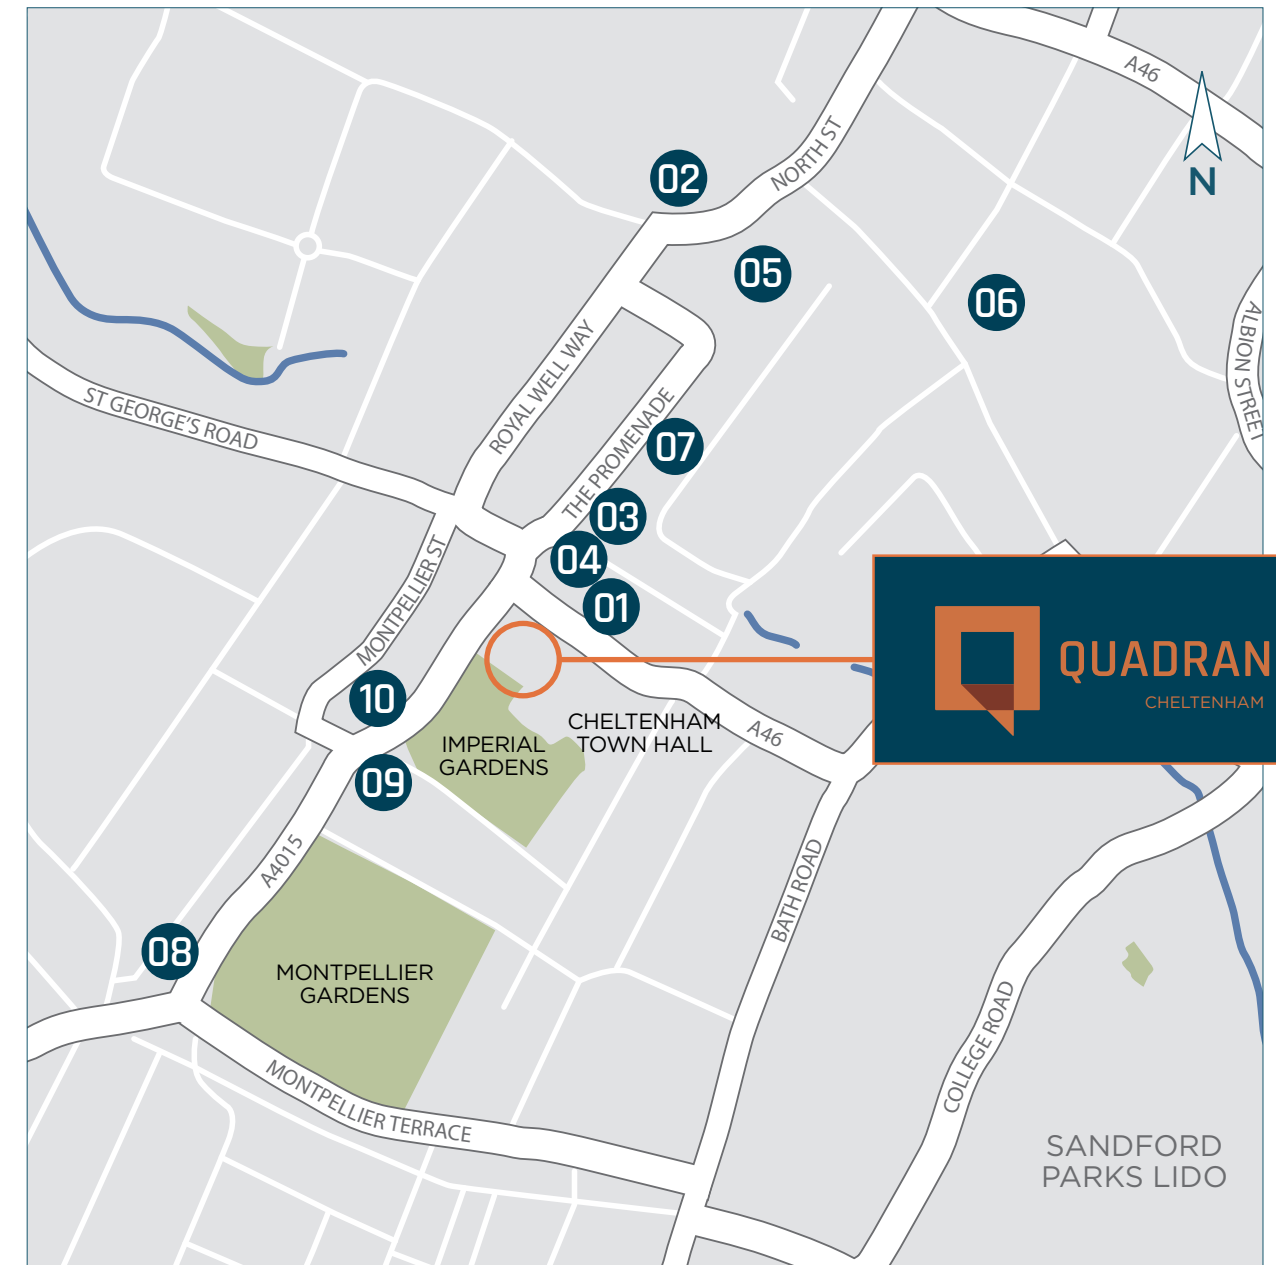 A46
N
NORTH ST
02
05
06
ALBION STREET
ROYAL WELL WAY
ST GEORGE'S ROAD
THE PROMENADE
07
03
04
01
MONTPELLIER ST
QUADRAN
CHELTENHAM
10
CHELTENHAM
TOWN HALL
A46
IMPERIAL
GARDENS
09
A4015
BATH ROAD
08
MONTPELLIER
GARDENS
COLLEGE ROAD
MONTPELLIER TERRACE
SANDFORD
PARKS LIDO